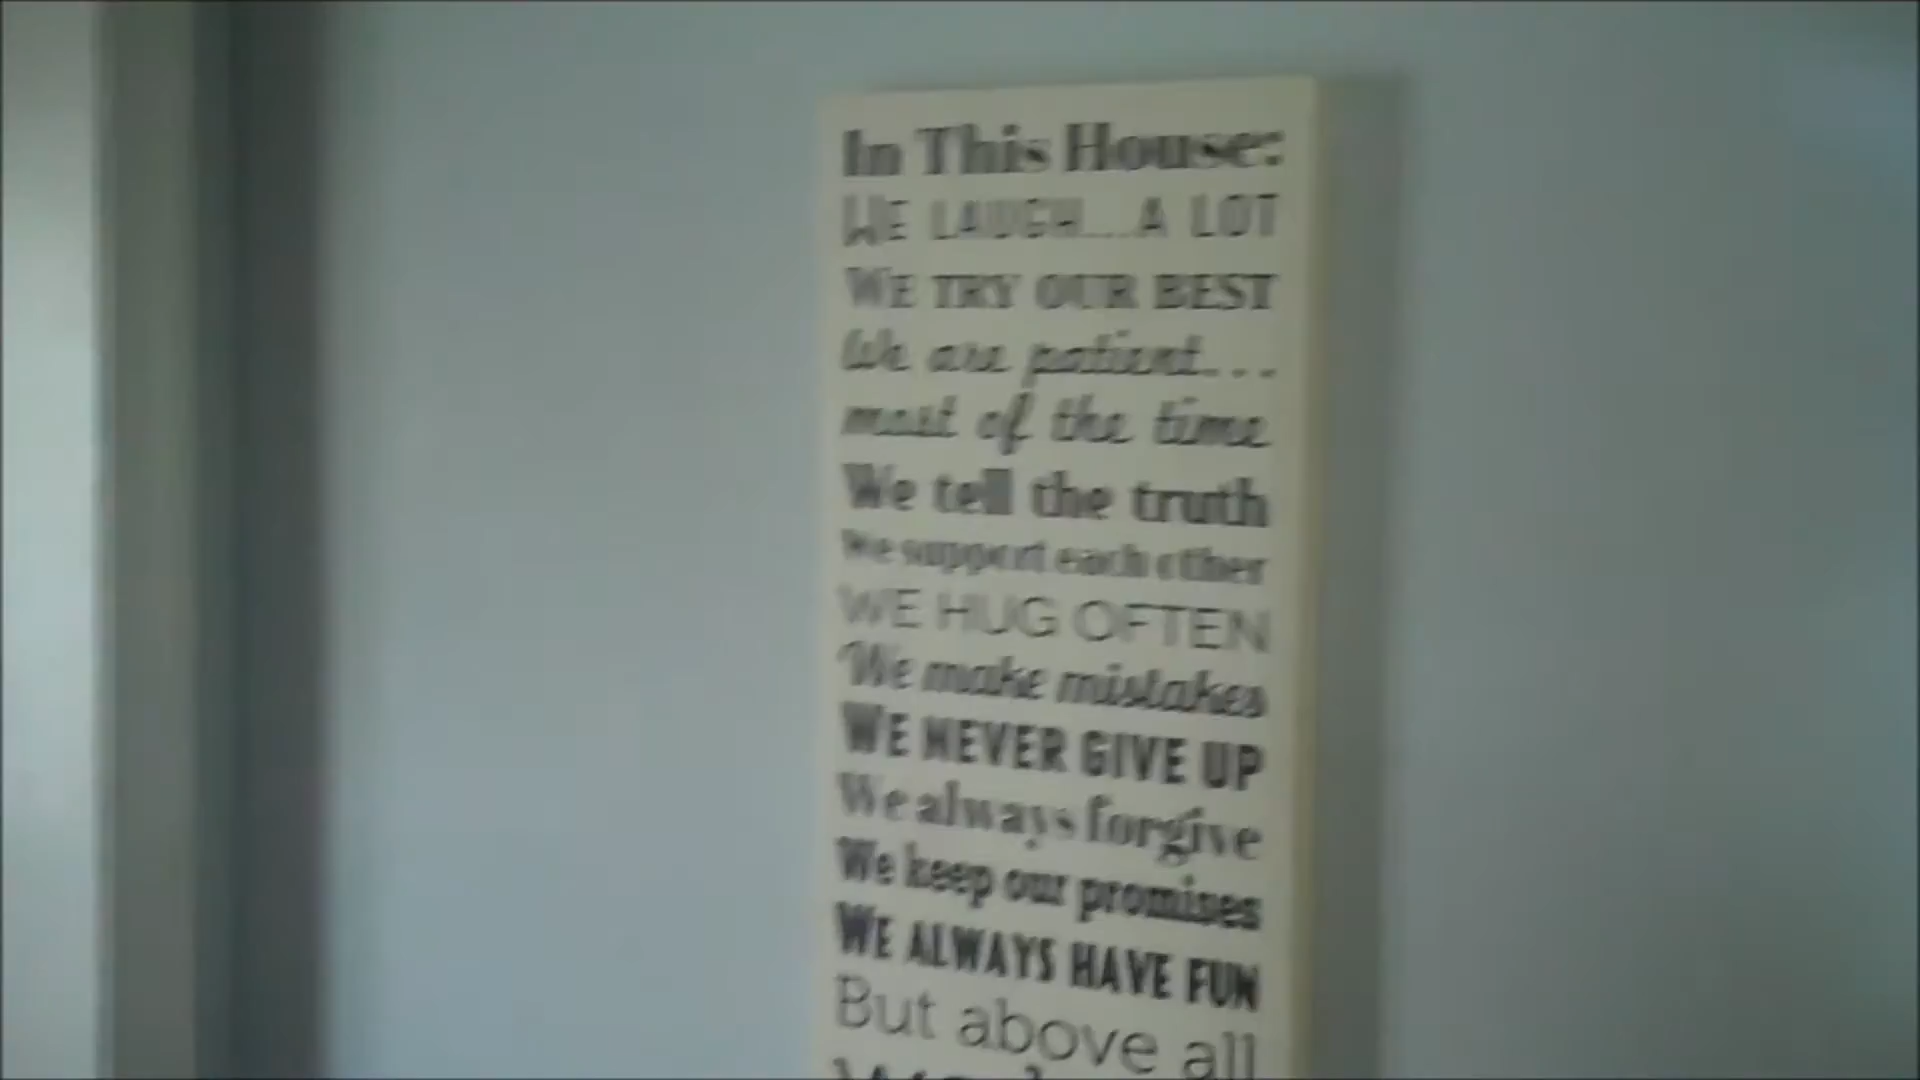 In This House:
WE LAUGH...A LOT
WE TRY OUR BEST
We are patient...
most of the time
We tell the truth
We support each other
WE HUG OFTEN
We make mistakes
WE NEVER GIVE UP
We always forgive
We keep our promises
WE ALWAYS HAVE FUN
But above all